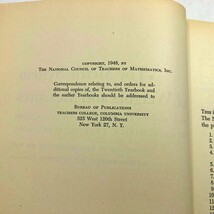 COPYRIGHT, 1948, BY
THE NATIONAL COUNCIL OF TEACHERS OF MATHEMATICS, INC.
Correspondence relating to, and orders for ad-
ditional copies of, the Twentieth Yearbook and
the earlier Yearbooks should be addressed to
BUREAU OF PUBLICATIONS
TEACHERS COLLEGE, COLUMBIA UNIVERSITY
525 West 120th Street
New York 27, N. Y.